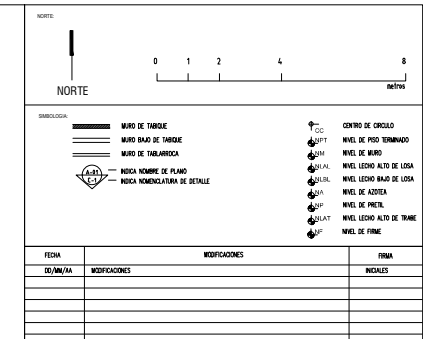 NORTE:
0 1 2 4 8
metros
NORTE
SIMBOLOGIA:
MURO DE TABIQUE
MURO BAJO DE TABIQUE
MURO DE TABLARROCA
A-01 INDICA NOMBRE DE PLANO
C-1 INDICA NOMENCLATURA DE DETALLE
CC CENTRO DE CIRCULO
NPT NIVEL DE PISO TERMINADO
NM NIVEL DE MURO
NLAL NIVEL LECHO ALTO DE LOSA
NLBL NIVEL LECHO BAJO DE LOSA
NA NIVEL DE AZOTEA
NP NIVEL DE PRETIL
NLAT NIVEL LECHO ALTO DE TRABE
NF NIVEL DE FIRME
FECHA MODIFICACIONES FIRMA
DD/MM/AA MODIFICACIONES INICIALES